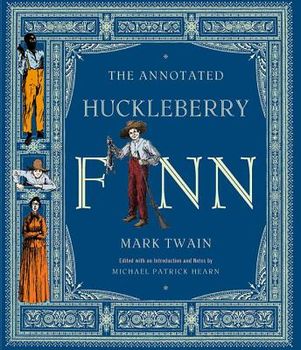 THE ANNOTATED
HUCKLEBERRY
FINN
MARK TWAIN
Edited with an Introduction and Notes by
MICHAEL PATRICK HEARN